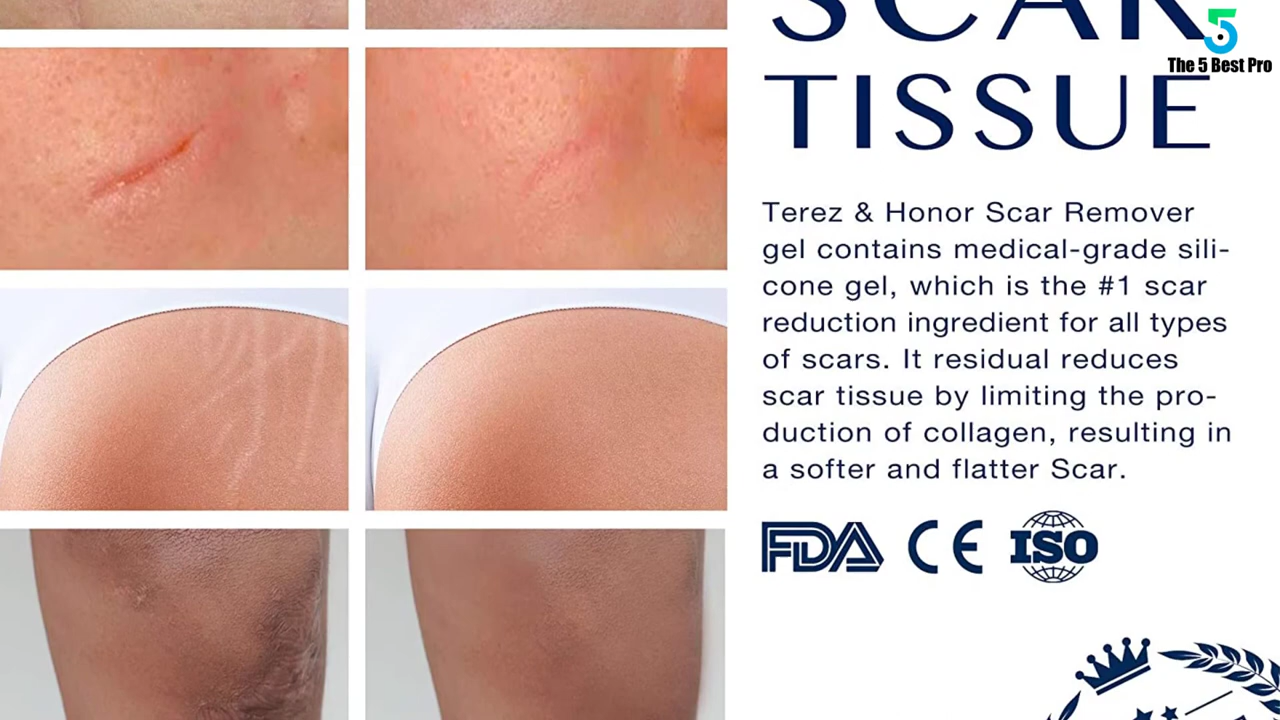 SCAR
5
The 5 Best Pro
TISSUE
Terez & Honor Scar Remover
gel contains medical-grade sili-
cone gel, which is the #1 scar
reduction ingredient for all types
of scars. It residual reduces
scar tissue by limiting the pro-
duction of collagen, resulting in
a softer and flatter Scar.
FDA CE ISO